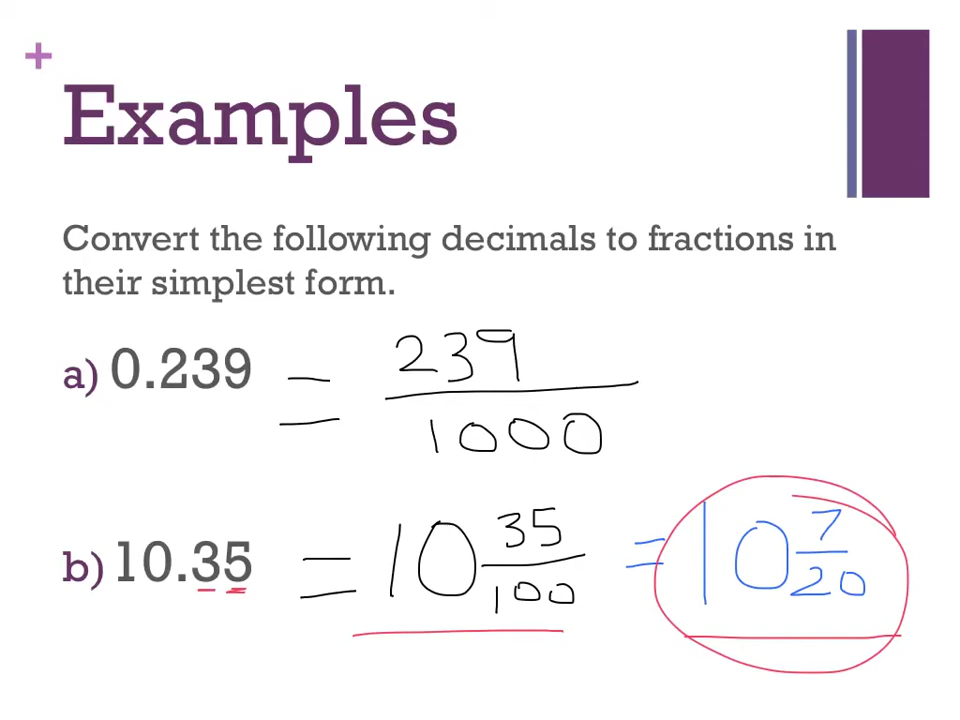 +
Examples
Convert the following decimals to fractions in
their simplest form.
a) 0.239 = 239/1000
b) 10.35 = 10 35/100 = 10 7/20